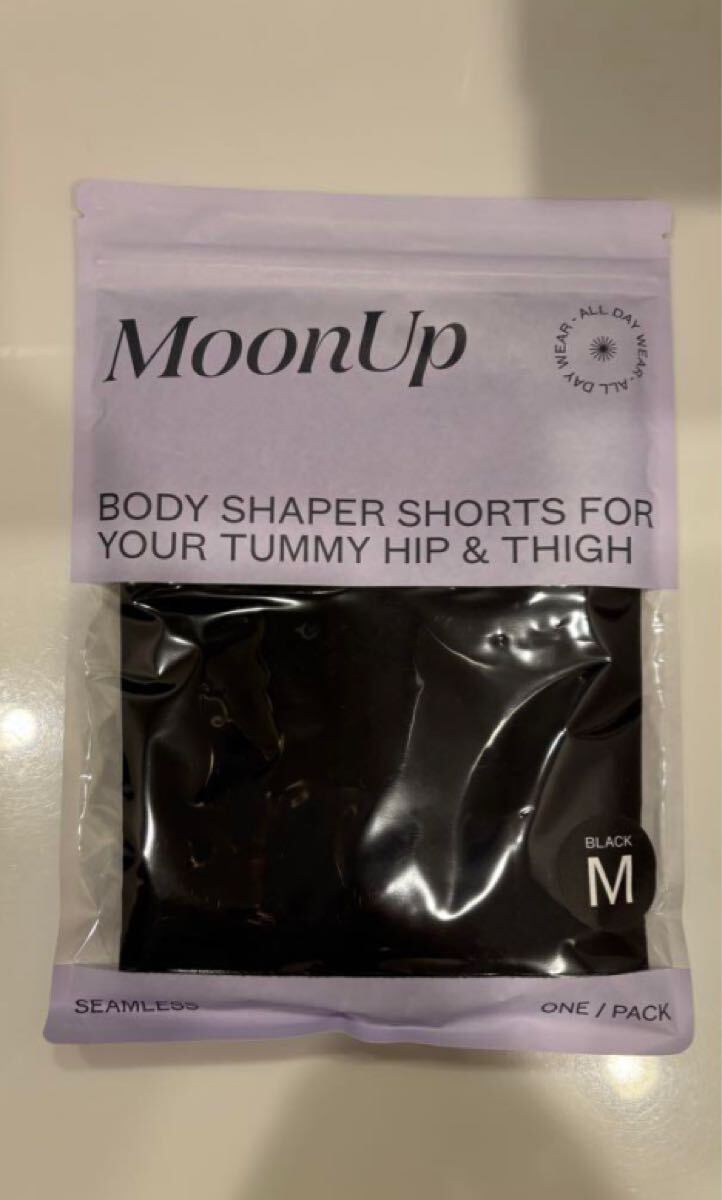 MoonUp
ALL DAY WEAR - ALL DAY WEAR -
BODY SHAPER SHORTS FOR
YOUR TUMMY HIP & THIGH
BLACK
M
SEAMLESS
ONE / PACK